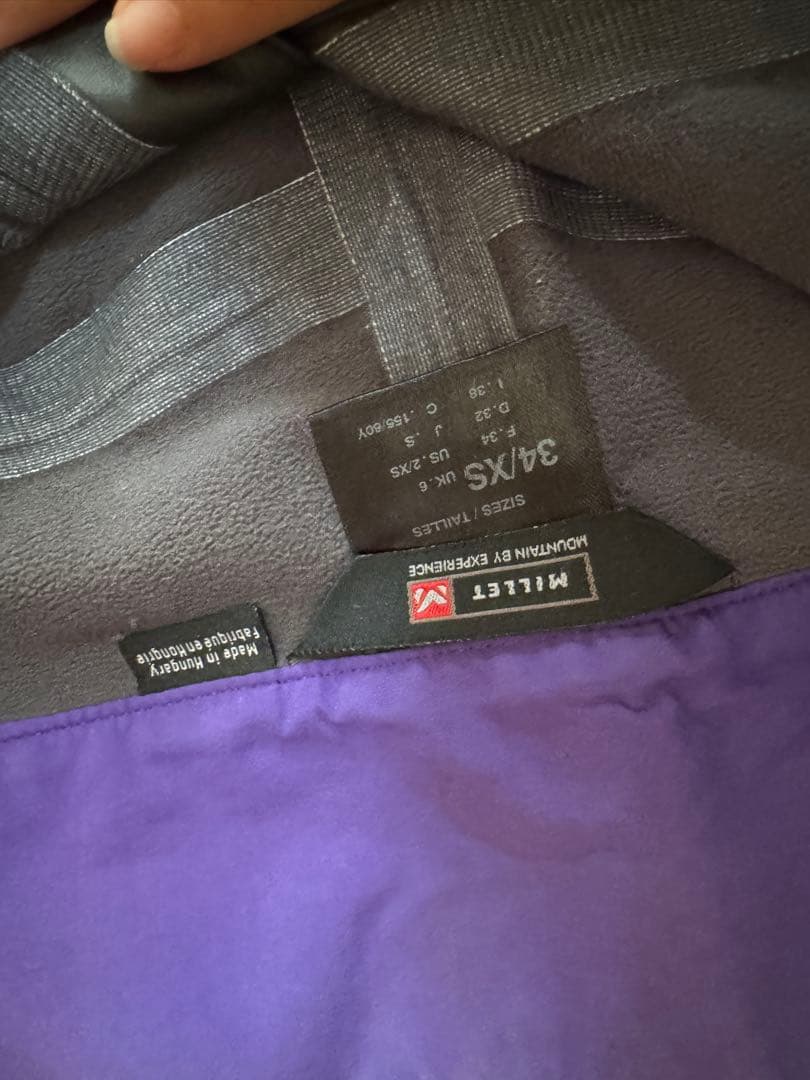 MILLET
MOUNTAIN BY EXPERIENCE
SIZES / TAILLES
34/XS UK. 6
F. 34 US. 2/XS
D. 32 J. S
I. 38 C. 155/80Y
Made in Hungary
Fabriqué en Hongrie